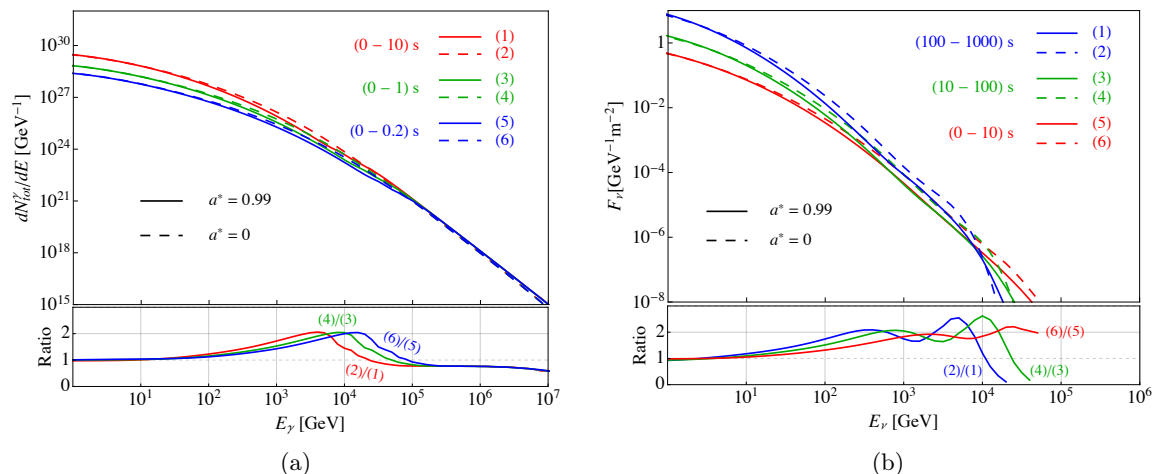 10^30
10^27
10^24
10^21
10^18
10^15
dN^γ_tot/dE [GeV^-1]
(0 − 10) s
(1)
(2)
(0 − 1) s
(3)
(4)
(0 − 0.2) s
(5)
(6)
a* = 0.99
a* = 0
2
1
0
Ratio
(4)/(3)
(6)/(5)
(2)/(1)
10^1 10^2 10^3 10^4 10^5 10^6 10^7
E_γ [GeV]
(a)
1
10^-2
10^-4
10^-6
10^-8
F_ν[GeV^-1m^-2]
(100 − 1000) s
(1)
(2)
(10 − 100) s
(3)
(4)
(0 − 10) s
(5)
(6)
a* = 0.99
a* = 0
2
1
0
Ratio
(6)/(5)
(2)/(1)
(4)/(3)
10^1 10^2 10^3 10^4 10^5 10^6
E_ν [GeV]
(b)